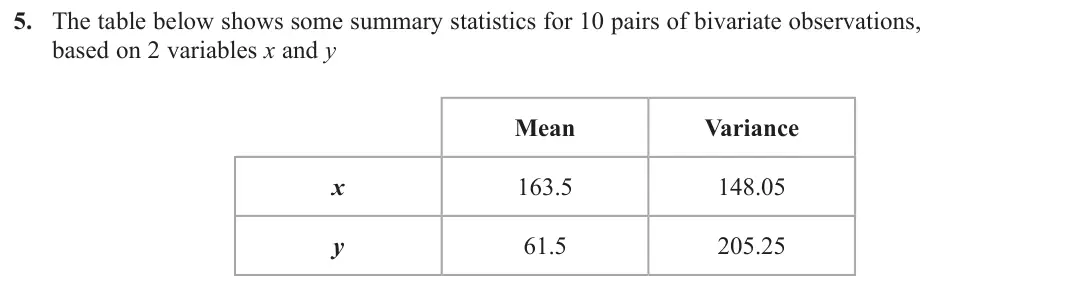 5. The table below shows some summary statistics for 10 pairs of bivariate observations,
based on 2 variables x and y
Mean Variance
x 163.5 148.05
y 61.5 205.25